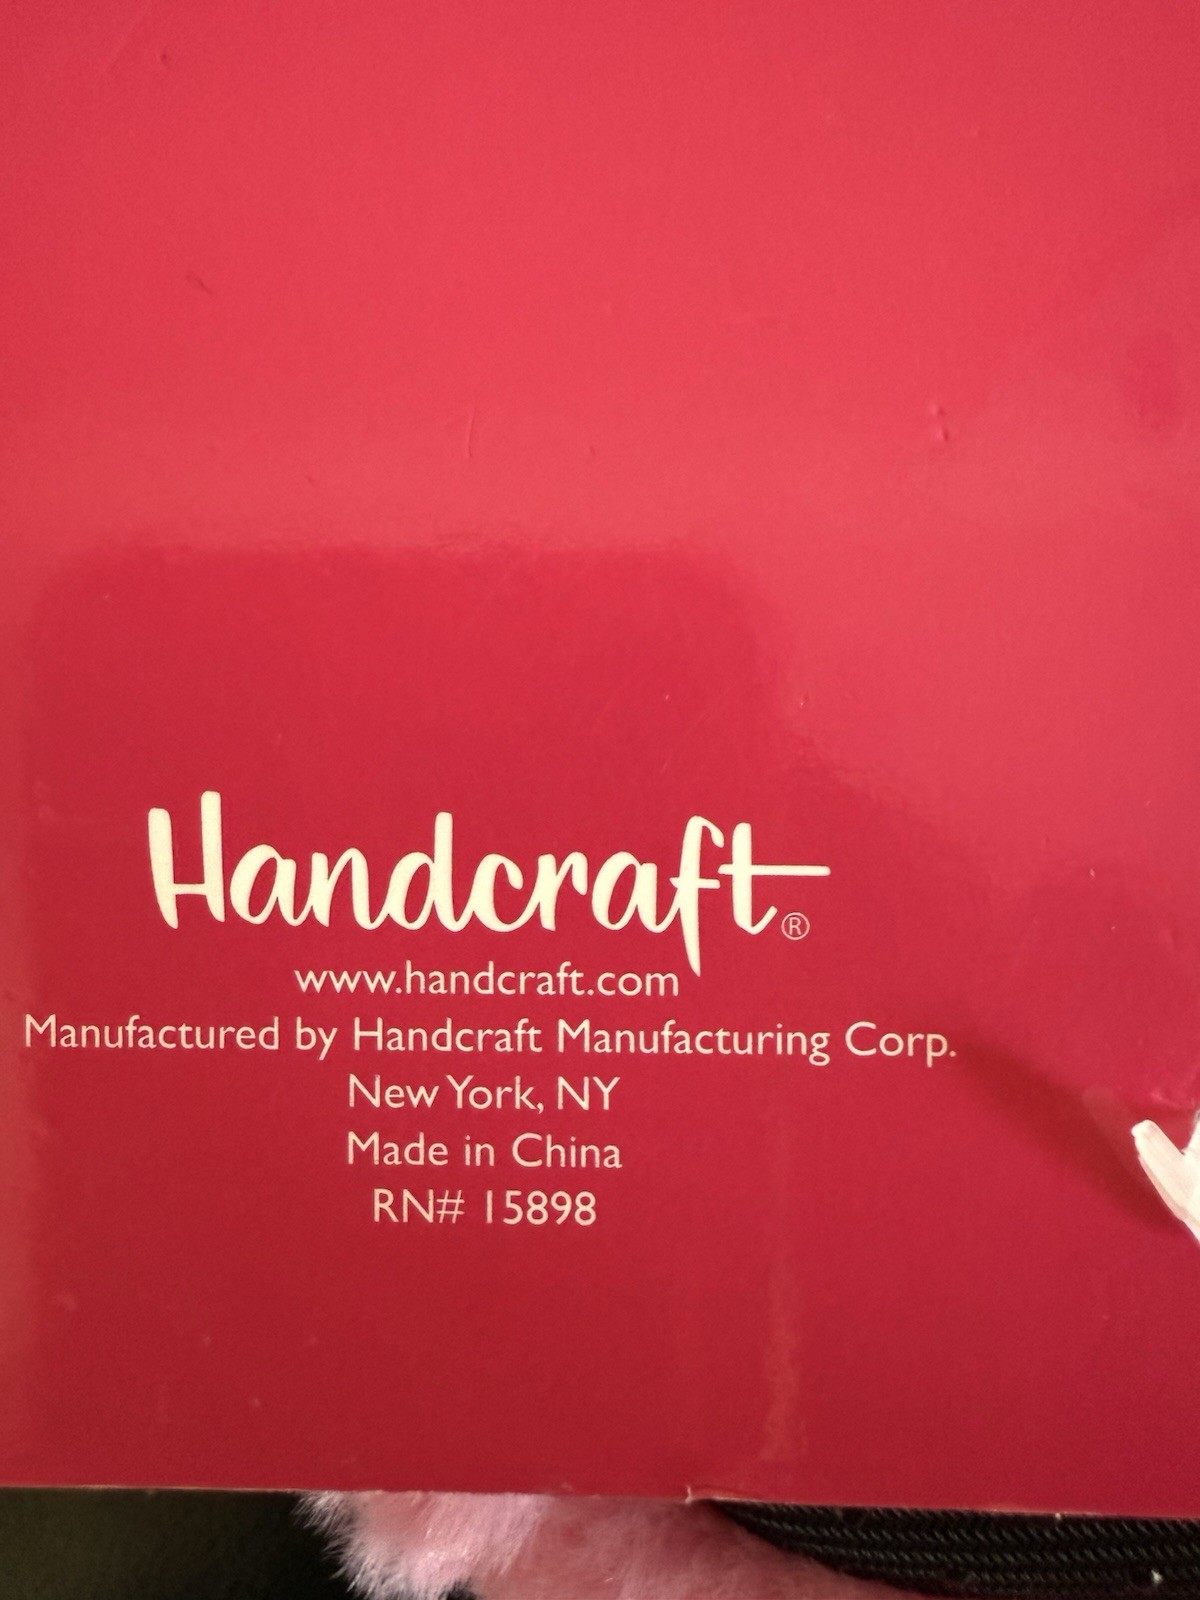 Handcraft®
www.handcraft.com
Manufactured by Handcraft Manufacturing Corp.
New York, NY
Made in China
RN# 15898